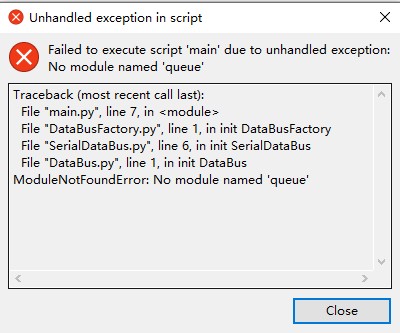 Unhandled exception in script
Failed to execute script 'main' due to unhandled exception:
No module named 'queue'
Traceback (most recent call last):
File "main.py", line 7, in <module>
File "DataBusFactory.py", line 1, in init DataBusFactory
File "SerialDataBus.py", line 6, in init SerialDataBus
File "DataBus.py", line 1, in init DataBus
ModuleNotFoundError: No module named 'queue'
Close